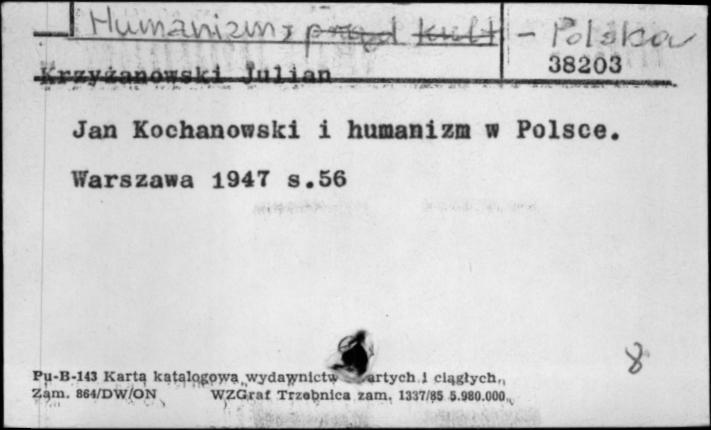 Humanizm, prąd kult - Polska
38203
Krzyżanowski Julian
Jan Kochanowski i humanizm w Polsce.
Warszawa 1947 s.56
8
Pu-B-143 Karta katalogowa wydawnictw artych i ciągłych,
Zam. 864/DW/ON WZGraf Trzebnica zam. 1337/85 5.980.000